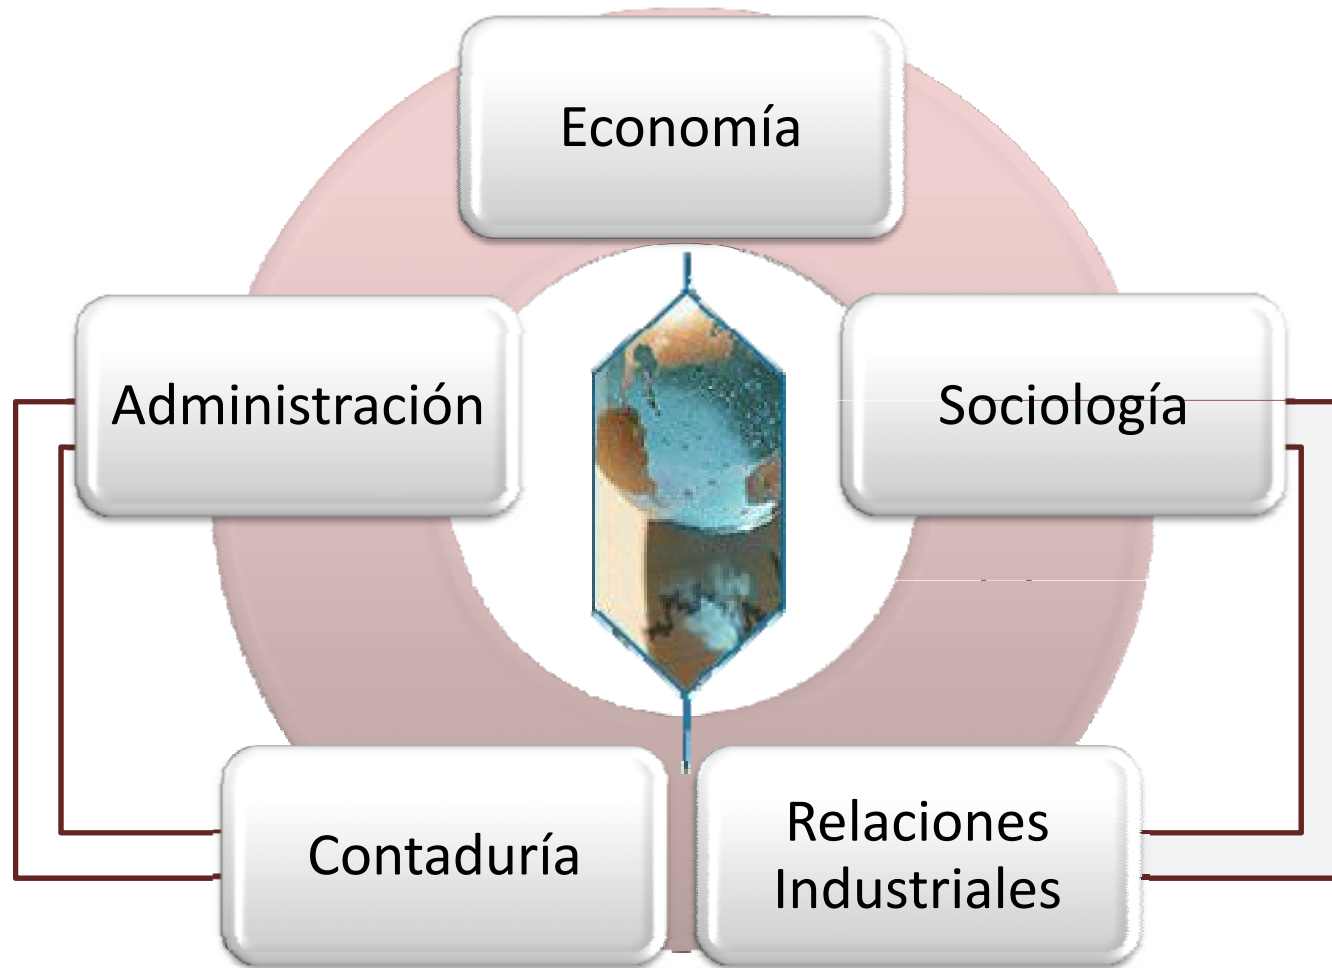 Economía
Administración
Sociología
Contaduría
Relaciones
Industriales